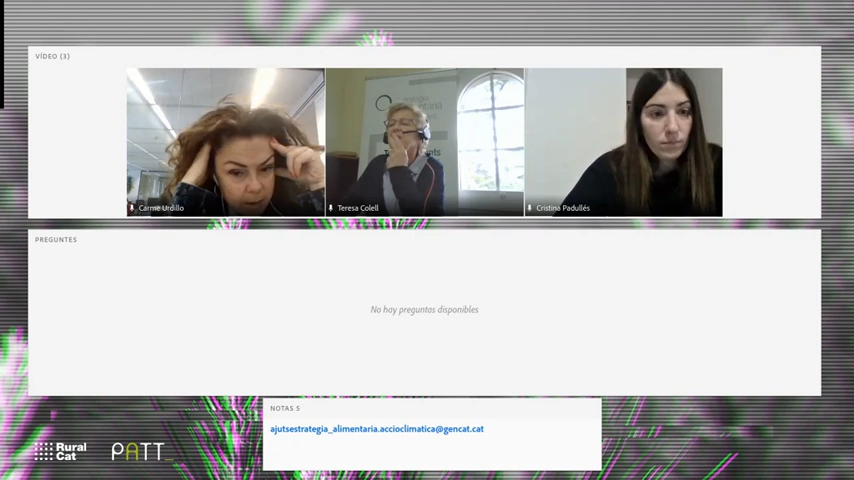 VÍDEO (3)
Carme Urdillo
Teresa Colell
Cristina Padullés
PREGUNTES
No hay preguntas disponibles
NOTAS 5
ajutsestrategia_alimentaria.accioclimatica@gencat.cat
Rural
Cat
PATT_